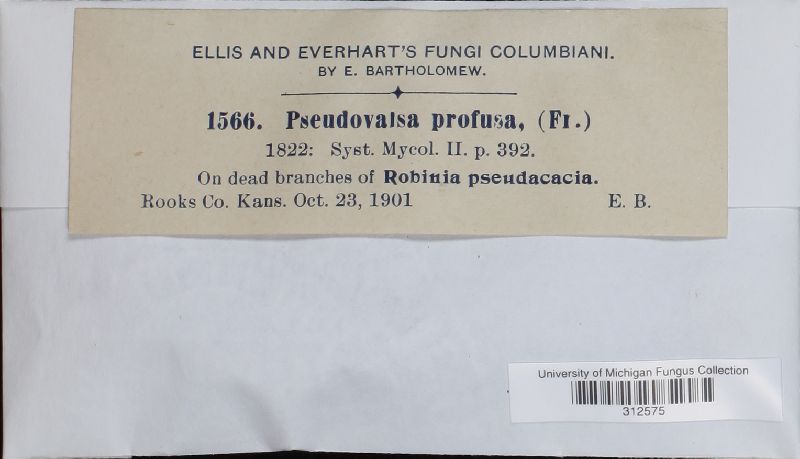 ELLIS AND EVERHART'S FUNGI COLUMBIANI.
BY E. BARTHOLOMEW.
1566. Pseudovalsa profusa, (Fr.)
1822: Syst. Mycol. II. p. 392.
On dead branches of Robinia pseudacacia.
Rooks Co. Kans. Oct. 23, 1901 E. B.
University of Michigan Fungus Collection
312575